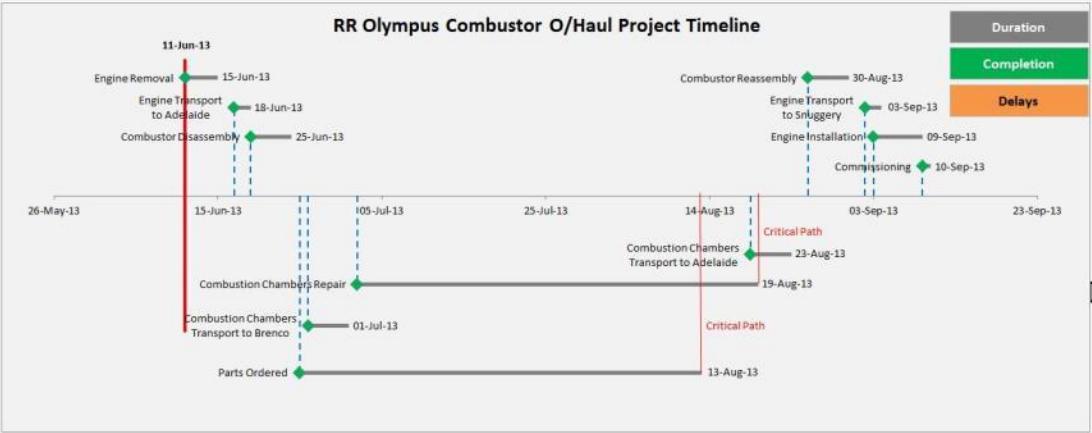 RR Olympus Combustor O/Haul Project Timeline
Duration
Completion
Delays
11-Jun-13
Engine Removal
15-Jun-13
Engine Transport
to Adelaide
18-Jun-13
Combustor Disassembly
25-Jun-13
Combustor Reassembly
30-Aug-13
Engine Transport
to Snuggery
03-Sep-13
Engine Installation
09-Sep-13
Commissioning
10-Sep-13
26-May-13
15-Jun-13
05-Jul-13
25-Jul-13
14-Aug-13
03-Sep-13
23-Sep-13
Critical Path
Combustion Chambers
Transport to Adelaide
23-Aug-13
Combustion Chambers Repair
19-Aug-13
Combustion Chambers
Transport to Brenco
01-Jul-13
Critical Path
Parts Ordered
13-Aug-13